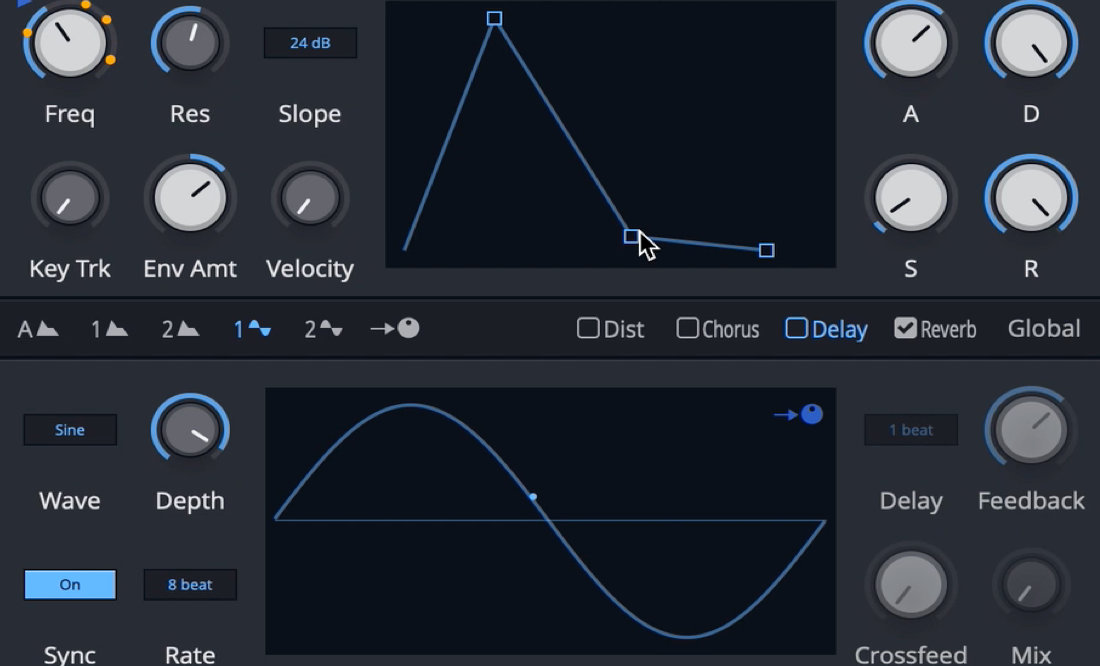 24 dB
Freq Res Slope A D
Key Trk Env Amt Velocity S R
A 1 2 1 2 Dist Chorus Delay Reverb Global
Sine 1 beat
Wave Depth Delay Feedback
On 8 beat
Sync Rate Crossfeed Mix